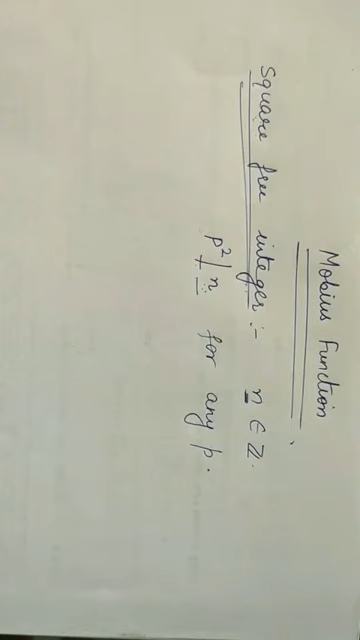 Mobius Function
Square free integer :- n ∈ ℤ.
p² ∤ n for any p.